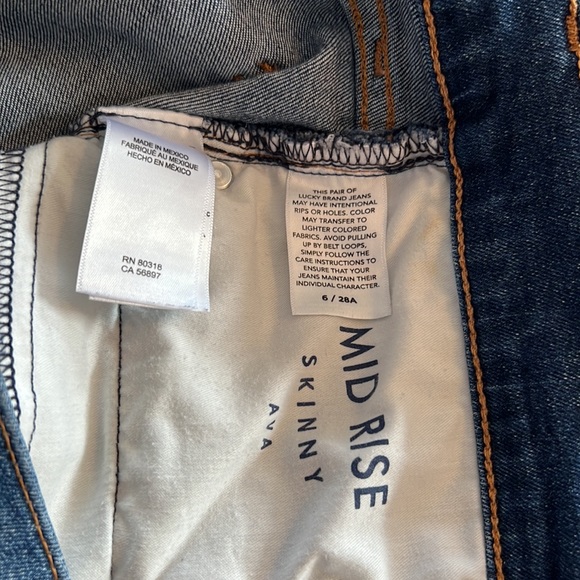 MADE IN MEXICO
FABRIQUÉ AU MEXIQUE
HECHO EN MÉXICO
C
RN 80318
CA 56897
THIS PAIR OF
LUCKY BRAND JEANS
MAY HAVE INTENTIONAL
RIPS OR HOLES. COLOR
MAY TRANSFER TO
LIGHTER COLORED
FABRICS. AVOID PULLING
UP BY BELT LOOPS,
SIMPLY FOLLOW THE
CARE INSTRUCTIONS TO
ENSURE THAT YOUR
JEANS MAINTAIN THEIR
INDIVIDUAL CHARACTER.
6 / 28A
MID RISE
SKINNY
AVA